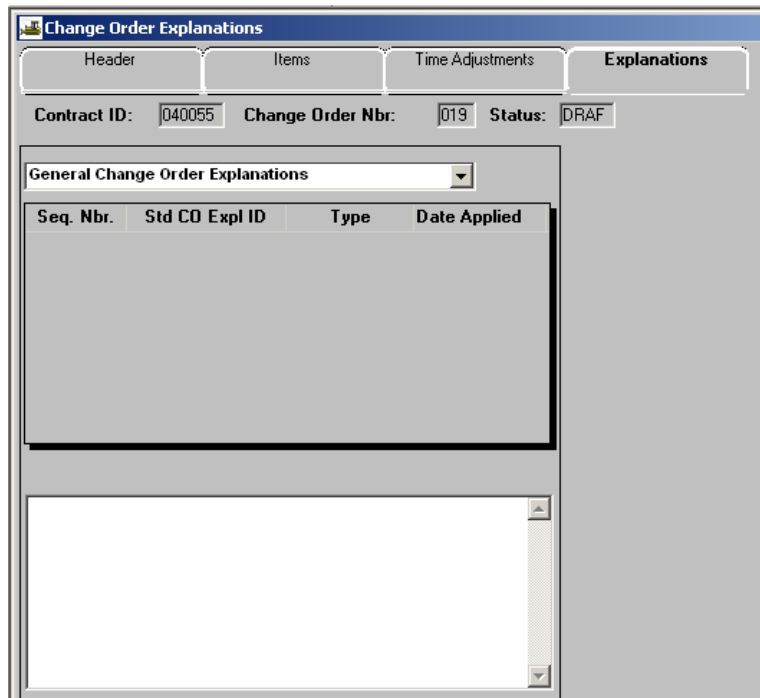 Change Order Explanations
Header Items Time Adjustments Explanations
Contract ID: 040055 Change Order Nbr: 019 Status: DRAF
General Change Order Explanations
Seq. Nbr. Std CO Expl ID Type Date Applied